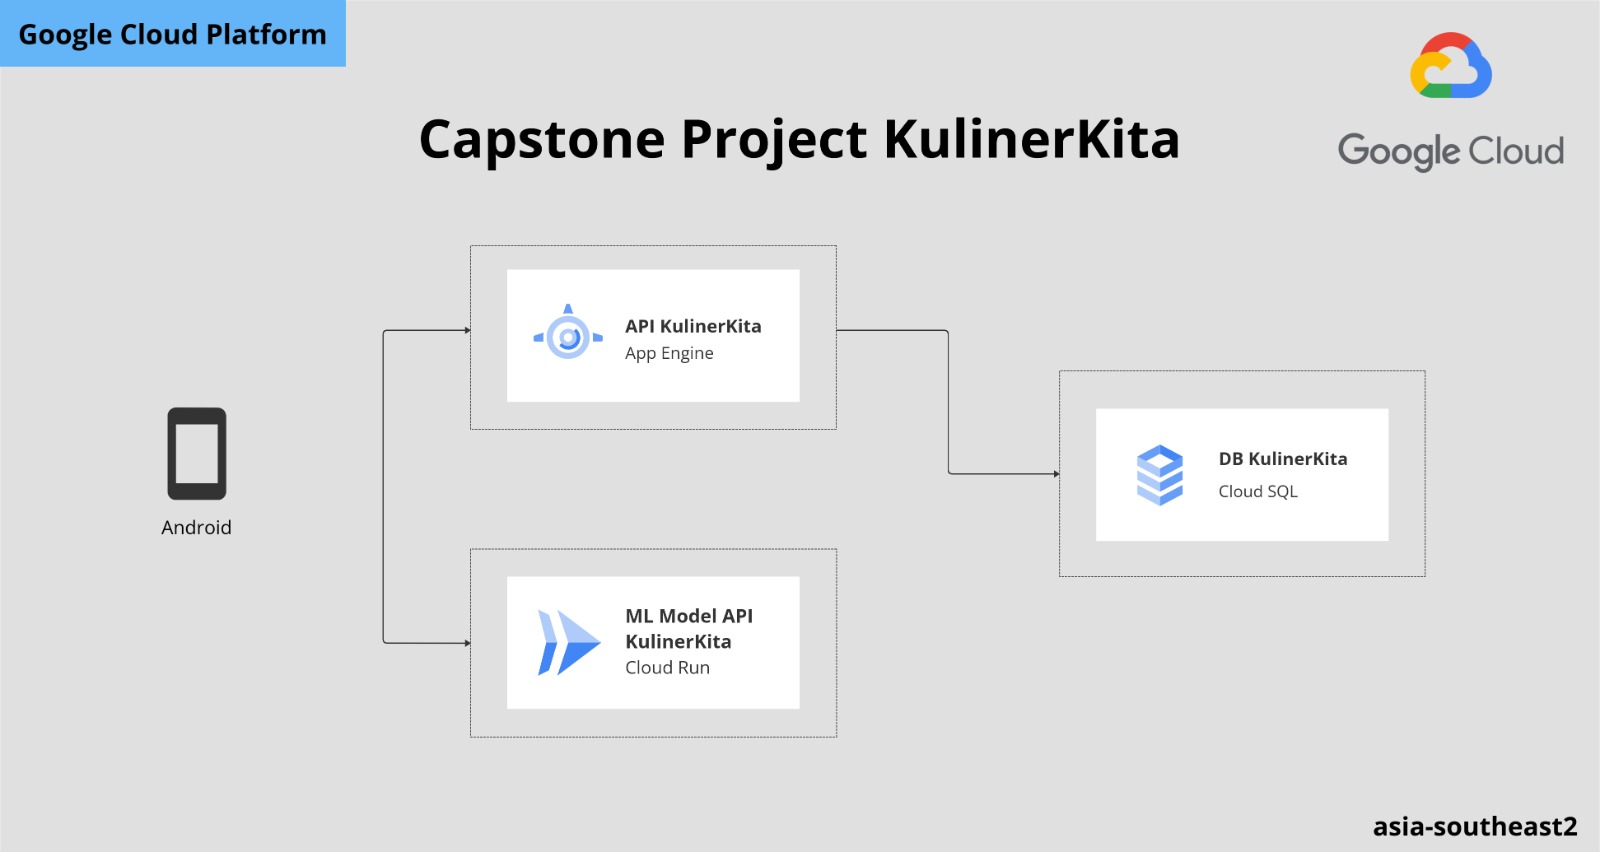 Google Cloud Platform
Google Cloud
Capstone Project KulinerKita
API KulinerKita
App Engine
Android
DB KulinerKita
Cloud SQL
ML Model API
KulinerKita
Cloud Run
asia-southeast2